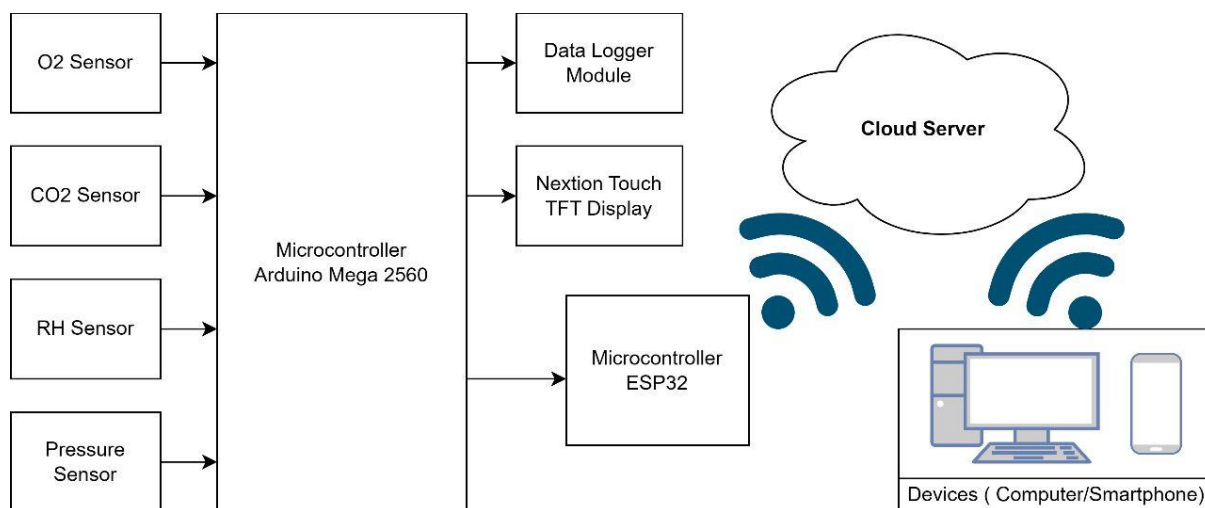 O2 Sensor
CO2 Sensor
RH Sensor
Pressure
Sensor
Microcontroller
Arduino Mega 2560
Data Logger
Module
Nextion Touch
TFT Display
Microcontroller
ESP32
Cloud Server
Devices ( Computer/Smartphone)